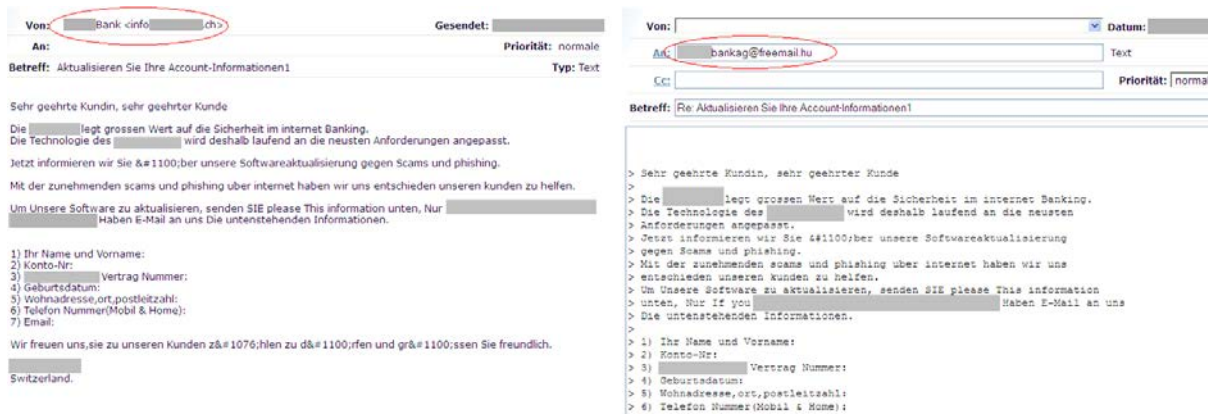 Von: Bank <info .ch>
Gesendet:
An:
Priorität: normale
Betreff: Aktualisieren Sie Ihre Account-Informationen1
Typ: Text
Sehr geehrte Kundin, sehr geehrter Kunde
Die legt grossen Wert auf die Sicherheit im internet Banking.
Die Technologie des wird deshalb laufend an die neusten Anforderungen angepasst.
Jetzt informieren wir Sie &#1100;ber unsere Softwareaktualisierung gegen Scams und phishing.
Mit der zunehmenden scams und phishing uber internet haben wir uns entschieden unseren kunden zu helfen.
Um Unsere Software zu aktualisieren, senden SIE please This information unten, Nur
Haben E-Mail an uns Die untenstehenden Informationen.
1) Ihr Name und Vorname:
2) Konto-Nr:
3) Vertrag Nummer:
4) Geburtsdatum:
5) Wohnadresse,ort,postleitzahl:
6) Telefon Nummer(Mobil & Home):
7) Email:
Wir freuen uns,sie zu unseren Kunden z&#1076;hlen zu d&#1100;rfen und gr&#1100;ssen Sie freundlich.
Switzerland.
Von:
Datum:
An: bankag@freemail.hu
Text
Cc:
Priorität: normal
Betreff: Re: Aktualisieren Sie Ihre Account-Informationen1
> Sehr geehrte Kundin, sehr geehrter Kunde
>
> Die legt grossen Wert auf die Sicherheit im internet Banking.
> Die Technologie des wird deshalb laufend an die neusten
> Anforderungen angepasst.
> Jetzt informieren wir Sie &#1100;ber unsere Softwareaktualisierung
> gegen Scams und phishing.
> Mit der zunehmenden scams und phishing uber internet haben wir uns
> entschieden unseren kunden zu helfen.
> Um Unsere Software zu aktualisieren, senden SIE please This information
> unten, Nur If you Haben E-Mail an uns
> Die untenstehenden Informationen.
>
> 1) Ihr Name und Vorname:
> 2) Konto-Nr:
> 3) Vertrag Nummer:
> 4) Geburtsdatum:
> 5) Wohnadresse,ort,postleitzahl:
> 6) Telefon Nummer(Mobil & Home):